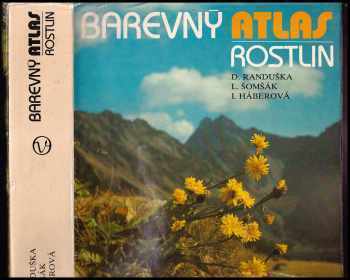 BAREVNÝ ATLAS
ROSTLIN
D. RANDUŠKA
L. ŠOMŠÁK
I. HÁBEROVÁ
BAREVNÝ ATLAS
ROSTLIN